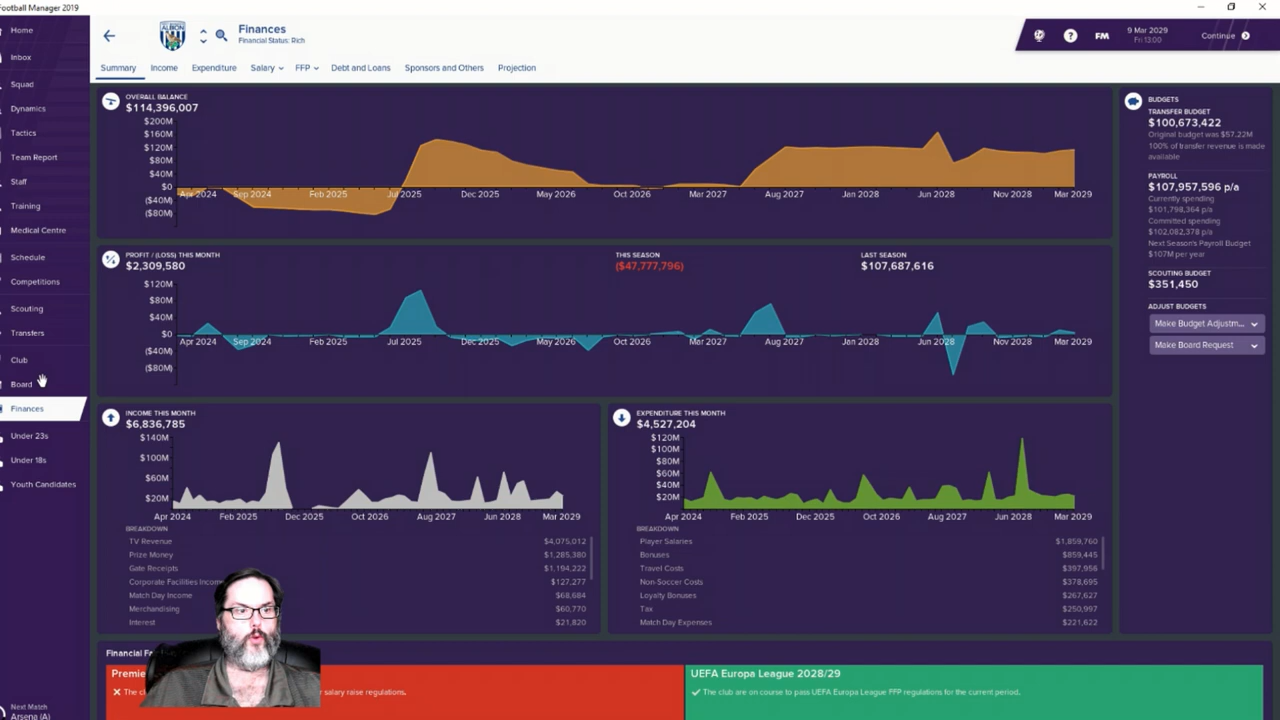 Football Manager 2019
Home
Inbox
Squad
Dynamics
Tactics
Team Report
Staff
Training
Medical Centre
Schedule
Competitions
Scouting
Transfers
Club
Board
Finances
Under 23s
Under 18s
Youth Candidates
Next Match
Arsena (A)
ALBION
Finances
Financial Status: Rich
FM
9 Mar 2029
Fri 13:00
Continue
Summary Income Expenditure Salary FFP Debt and Loans Sponsors and Others Projection
OVERALL BALANCE
$114,396,007
$200M
$160M
$120M
$80M
$40M
$0
($40M)
($80M)
Apr 2024 Sep 2024 Feb 2025 Jul 2025 Dec 2025 May 2026 Oct 2026 Mar 2027 Aug 2027 Jan 2028 Jun 2028 Nov 2028 Mar 2029
PROFIT / (LOSS) THIS MONTH
$2,309,580
THIS SEASON
($47,777,796)
LAST SEASON
$107,687,616
$120M
$80M
$40M
$0
($40M)
($80M)
Apr 2024 Sep 2024 Feb 2025 Jul 2025 Dec 2025 May 2026 Oct 2026 Mar 2027 Aug 2027 Jan 2028 Jun 2028 Nov 2028 Mar 2029
INCOME THIS MONTH
$6,836,785
$140M
$100M
$60M
$20M
Apr 2024 Feb 2025 Dec 2025 Oct 2026 Aug 2027 Jun 2028 Mar 2029
BREAKDOWN
TV Revenue $4,075,012
Prize Money $1,285,380
Gate Receipts $1,194,222
Corporate Facilities Income $127,277
Match Day Income $68,684
Merchandising $60,770
Interest $21,820
EXPENDITURE THIS MONTH
$4,527,204
$120M
$100M
$80M
$60M
$40M
$20M
Apr 2024 Feb 2025 Dec 2025 Oct 2026 Aug 2027 Jun 2028 Mar 2029
BREAKDOWN
Player Salaries $1,859,760
Bonuses $859,445
Travel Costs $397,956
Non-Soccer Costs $378,695
Loyalty Bonuses $267,627
Tax $250,997
Match Day Expenses $221,622
BUDGETS
TRANSFER BUDGET
$100,673,422
Original budget was $57.22M
100% of transfer revenue is made
available
PAYROLL
$107,957,596 p/a
Currently spending
$101,798,364 p/a
Committed spending
$102,082,378 p/a
Next Season's Payroll Budget
$107M per year
SCOUTING BUDGET
$351,450
ADJUST BUDGETS
Make Budget Adjustm...
Make Board Request
Financial
Premie
The cl
salary raise regulations.
UEFA Europa League 2028/29
The club are on course to pass UEFA Europa League FFP regulations for the current period.